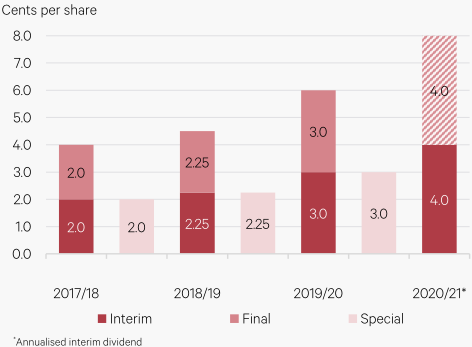 Cents per share
8.0
7.0
6.0
5.0
4.0
3.0
2.0
1.0
0.0
4.0
3.0
2.25
2.0
2.0 2.0 2.25 2.25 3.0 3.0 4.0
2017/18 2018/19 2019/20 2020/21*
Interim Final Special
*Annualised interim dividend